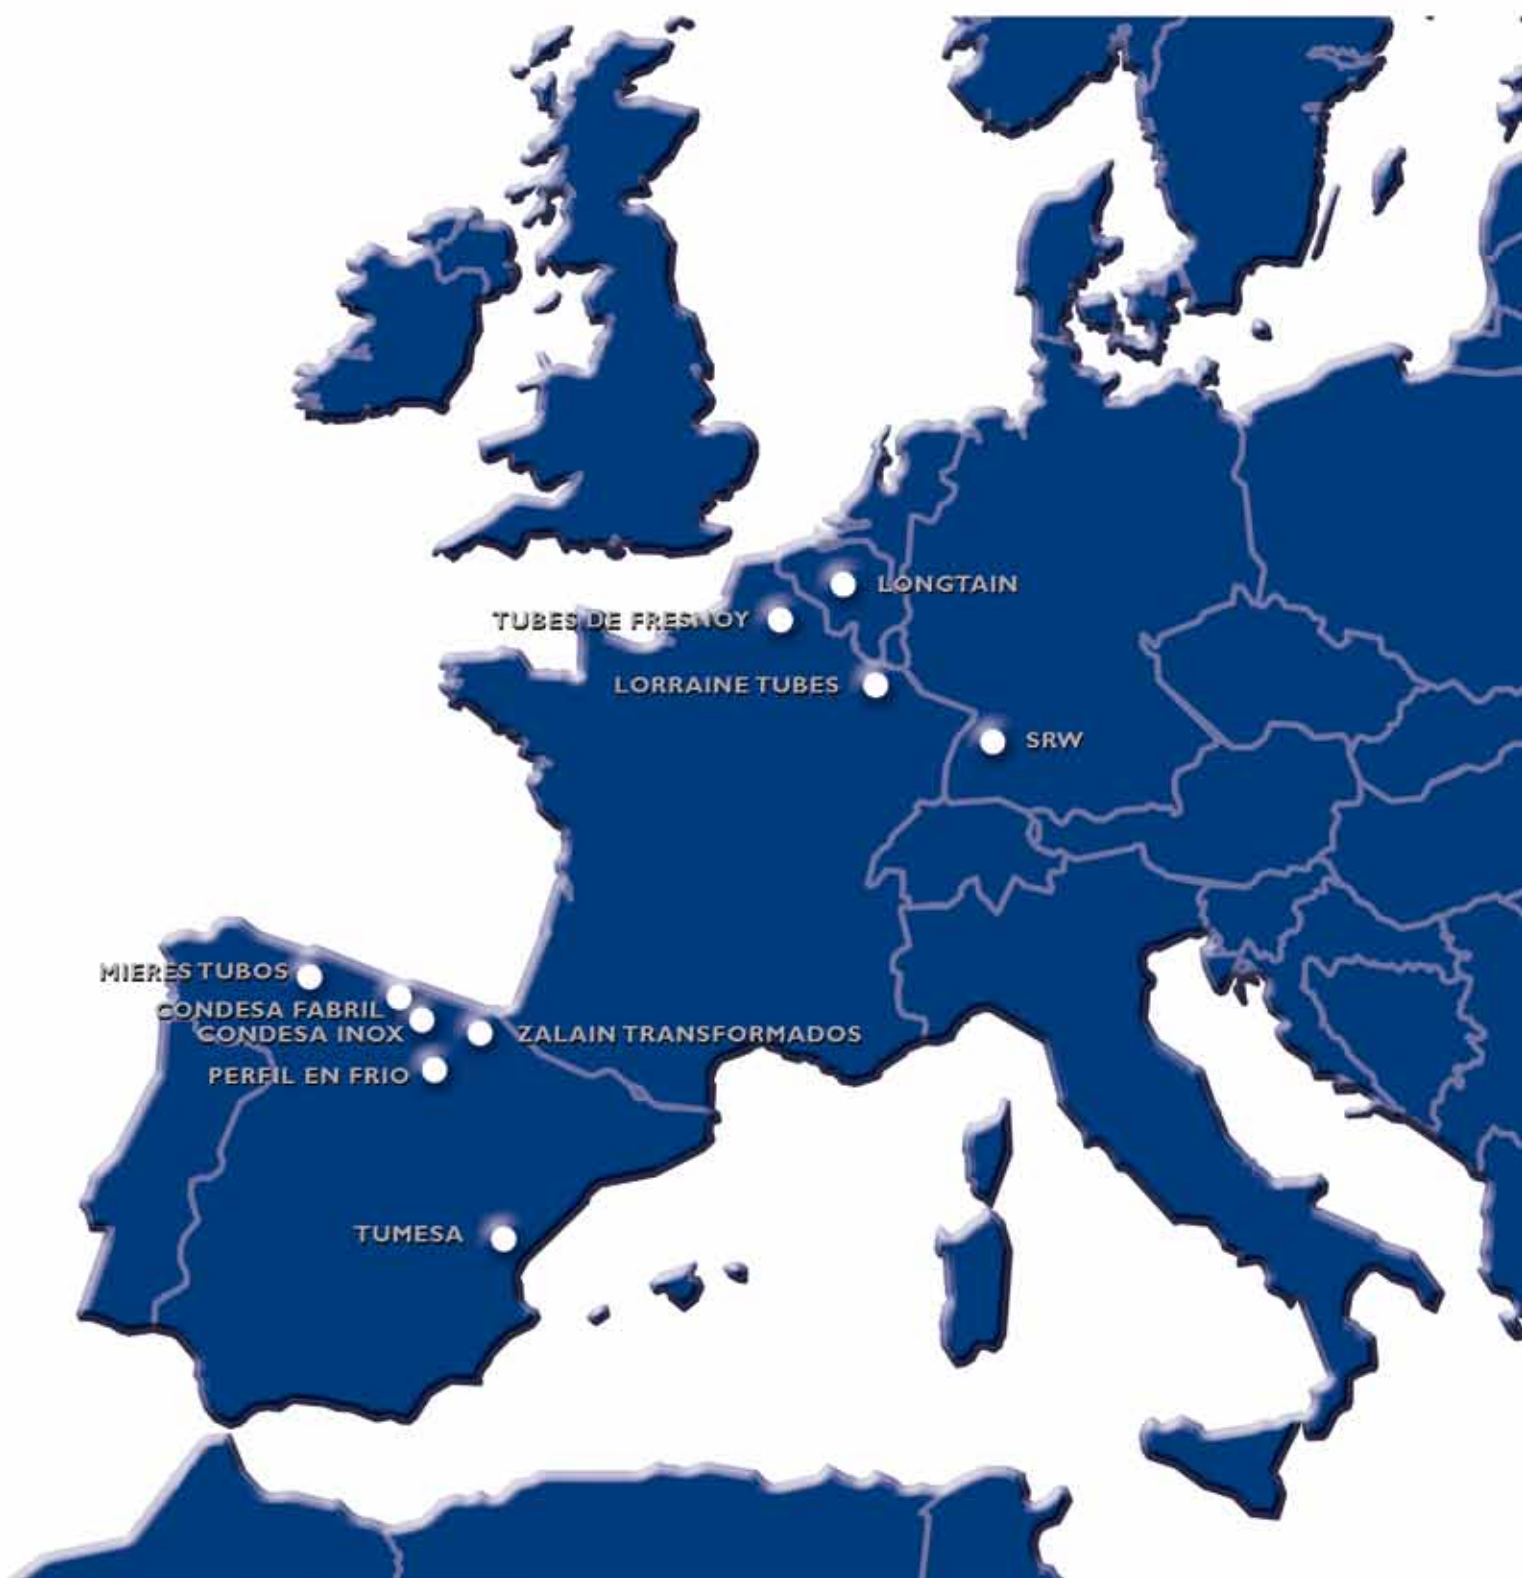 LONGTAIN
TUBES DE FRESNOY
LORRAINE TUBES
SRW
MIERES TUBOS
CONDESA FABRIL
CONDESA INOX
ZALAIN TRANSFORMADOS
PERFIL EN FRIO
TUMESA